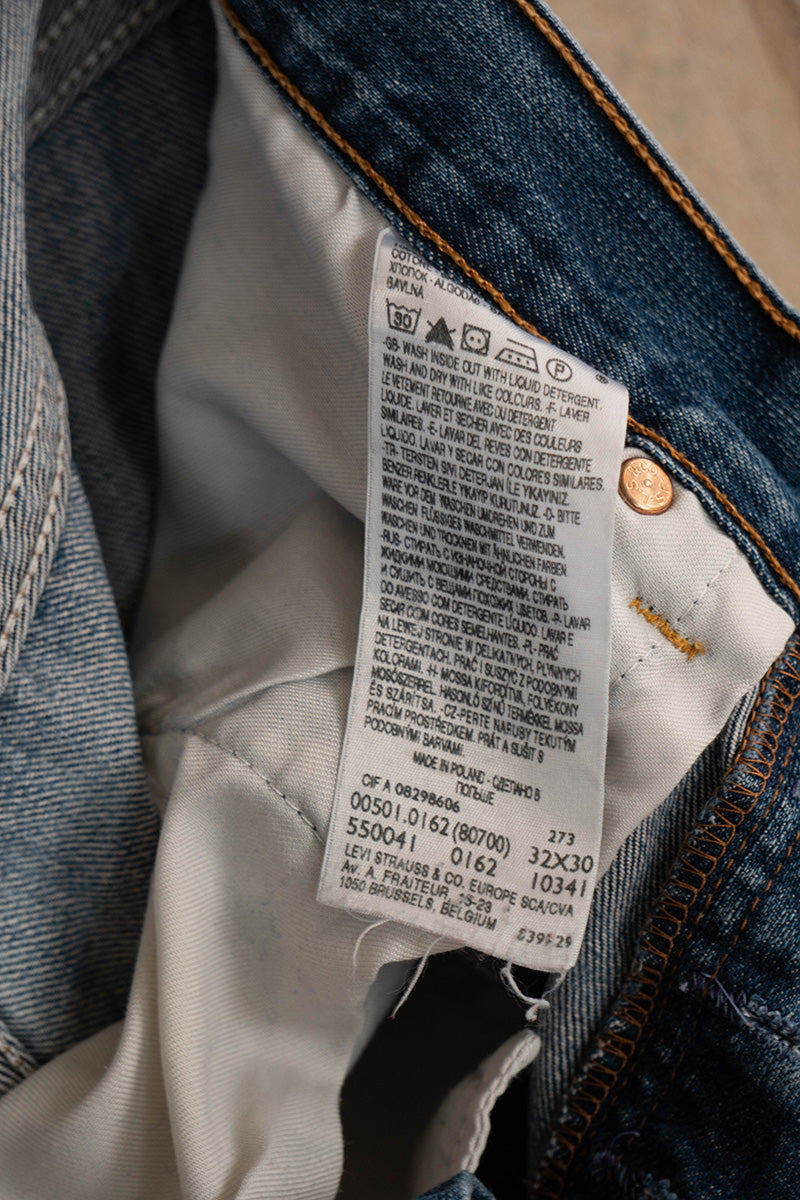 COTONE
ХЛОПОК - ALGODÃO
BAVLNA
30 P
-GB- WASH INSIDE OUT WITH LIQUID DETERGENT.
WASH AND DRY WITH LIKE COLOURS. -F- LAVER
LE VETEMENT RETOURNE AVEC DU DETERGENT
LIQUIDE. LAVER ET SECHER AVEC DES COULEURS
SIMILAIRES. -E- LAVAR DEL REVES CON DETERGENTE
LIQUIDO. LAVAR Y SECAR CON COLORES SIMILARES.
-TR- TERSTEN SIVI DETERJAN İLE YIKAYINIZ.
BENZER RENKLERLE YIKAYIP KURUTUNUZ. -D- BITTE
WARE VOR DEM WASCHEN UMDREHEN UND ZUM
WASCHEN FLÜSSIGES WASCHMITTEL VERWENDEN.
WASCHEN UND TROCKNEN MIT ÄHNLICHEN FARBEN
-RUS- СТИРАТЬ С ИЗНАНОЧНОЙ СТОРОНЫ С
ЖИДКИМИ МОЮЩИМИ СРЕДСТВАМИ. СТИРАТЬ
И СУШИТЬ С ВЕЩАМИ ПОХОЖИХ ЦВЕТОВ. -P- LAVAR
DO AVESSO COM DETERGENTE LÍQUIDO. LAVAR E
SECAR COM CORES SEMELHANTES. -PL- PRAĆ
NA LEWEJ STRONIE W DELIKATNYCH, PŁYNNYCH
DETERGENTACH. PRAĆ I SUSZYĆ Z PODOBNYMI
KOLORAMI. -H- MOSSA KIFORDÍTVA, FOLYÉKONY
MOSÓSZERREL. HASONLÓ SZÍNŰ TERMÉKKEL MOSSA
ÉS SZÁRÍTSA. -CZ- PERTE NARUBY TEKUTÝM
PRACÍM PROSTŘEDKEM. PRÁT A SUŠIT S
PODOBNÝMI BARVAMI.
MADE IN POLAND - СДЕЛАНО В
ПОЛЬШЕ
CIF A 08298606
00501.0162 (80700) 273
550041 0162 32X30
LEVI STRAUSS & CO. EUROPE SCA/CVA 10341
Av. A. FRAITEUR
1050 BRUSSELS, BELGIUM